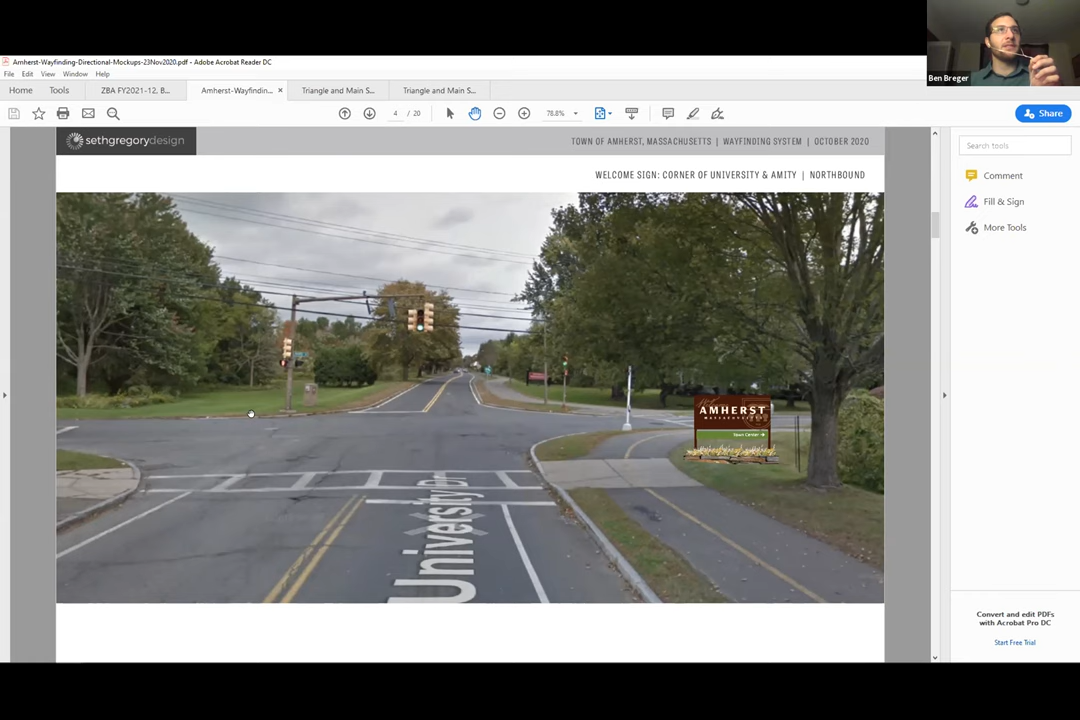 Ben Breger
Amherst-Wayfinding-Directional-Mockups-23Nov2020.pdf - Adobe Acrobat Reader DC
File Edit View Window Help
Home Tools ZBA FY2021-12, B... Amherst-Wayfindin... × Triangle and Main S... Triangle and Main S...
4 / 20 78.8% Share
sethgregorydesign
TOWN OF AMHERST, MASSACHUSETTS | WAYFINDING SYSTEM | OCTOBER 2020
WELCOME SIGN: CORNER OF UNIVERSITY & AMITY | NORTHBOUND
AMHERST
MASSACHUSETTS
Town Center →
University Dr
Search tools
Comment
Fill & Sign
More Tools
Convert and edit PDFs
with Acrobat Pro DC
Start Free Trial